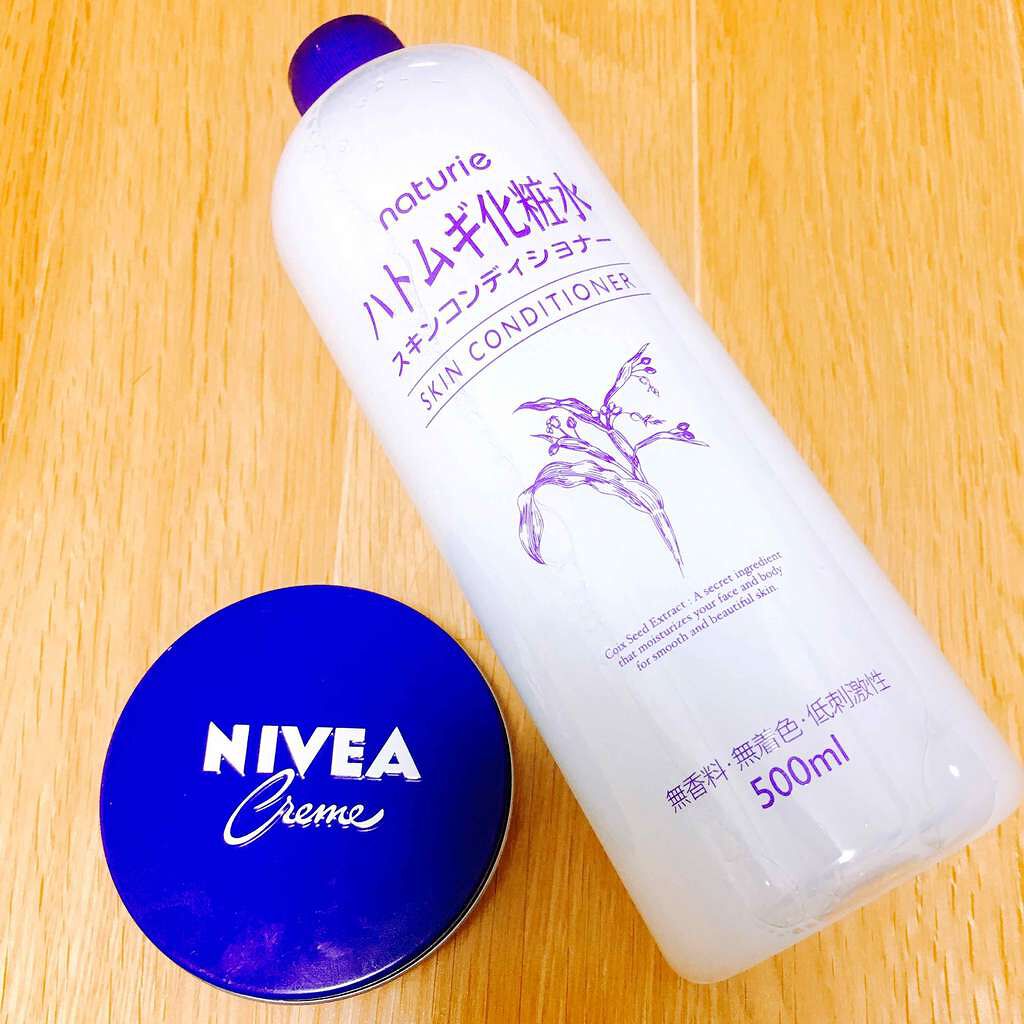 naturie
ハトムギ化粧水
スキンコンディショナー
SKIN CONDITIONER
Coix Seed Extract : A secret ingredient
that moisturizes your face and body
for smooth and beautiful skin.
無香料・無着色・低刺激性
500ml
NIVEA
Creme